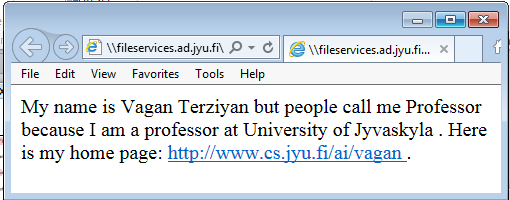 \\fileservices.ad.jyu.fi\
\\fileservices.ad.jyu.fi...
File Edit View Favorites Tools Help
My name is Vagan Terziyan but people call me Professor
because I am a professor at University of Jyvaskyla . Here
is my home page: http://www.cs.jyu.fi/ai/vagan .